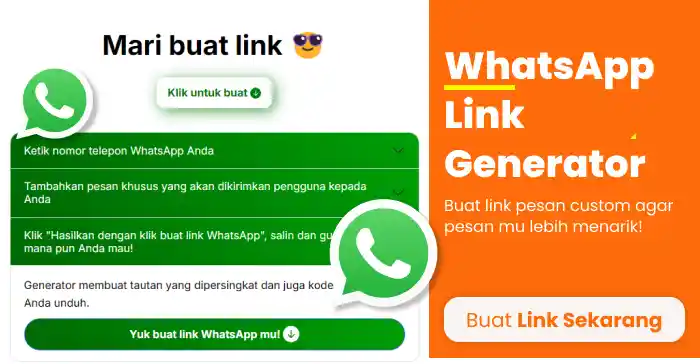 Mari buat link
Klik untuk buat
Ketik nomor telepon WhatsApp Anda
Tambahkan pesan khusus yang akan dikirimkan pengguna kepada
Anda
Klik "Hasilkan dengan klik buat link WhatsApp", salin dan gu
mana pun Anda mau!
Generator membuat tautan yang dipersingkat dan juga kode
Anda unduh.
Yuk buat link WhatsApp mu!
WhatsApp
Link
Generator
Buat link pesan custom agar
pesan mu lebih menarik!
Buat Link Sekarang